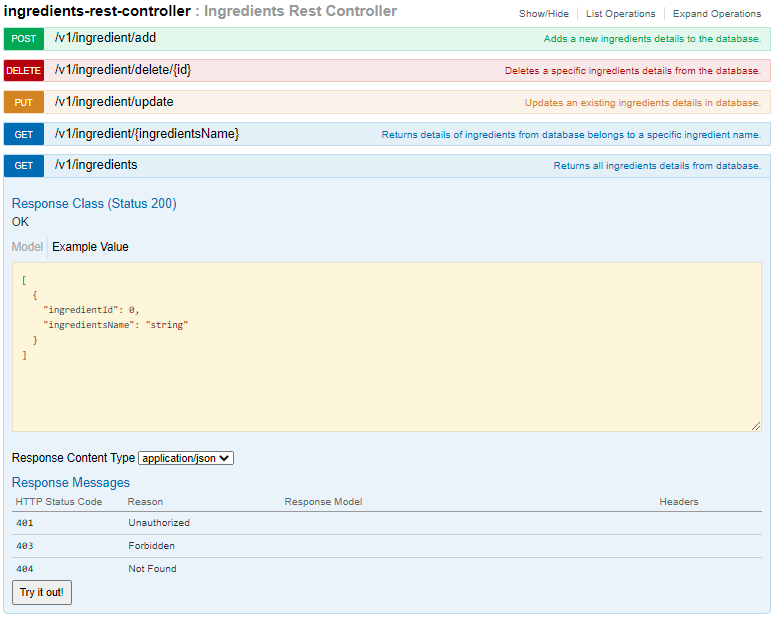 ingredients-rest-controller : Ingredients Rest Controller
Show/Hide List Operations Expand Operations
POST /v1/ingredient/add Adds a new ingredients details to the database.
DELETE /v1/ingredient/delete/{id} Deletes a specific ingredients details from the database.
PUT /v1/ingredient/update Updates an existing ingredients details in database.
GET /v1/ingredient/{ingredientsName} Returns details of ingredients from database belongs to a specific ingredient name.
GET /v1/ingredients Returns all ingredients details from database.
Response Class (Status 200)
OK
Model Example Value
[
{
"ingredientId": 0,
"ingredientsName": "string"
}
]
Response Content Type application/json
Response Messages
HTTP Status Code Reason Response Model Headers
401 Unauthorized
403 Forbidden
404 Not Found
Try it out!